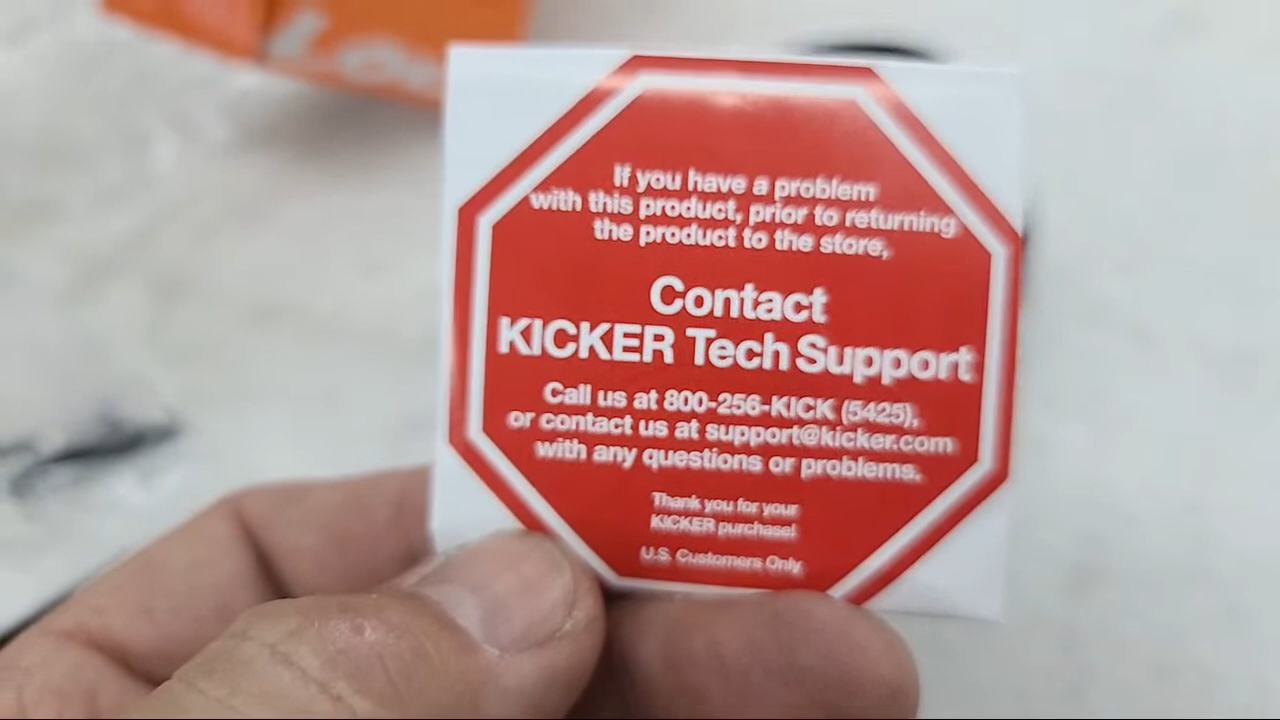 If you have a problem
with this product, prior to returning
the product to the store,
Contact
KICKER Tech Support
Call us at 800-256-KICK (5425),
or contact us at support@kicker.com
with any questions or problems.
Thank you for your
KICKER purchase!
U.S. Customers Only